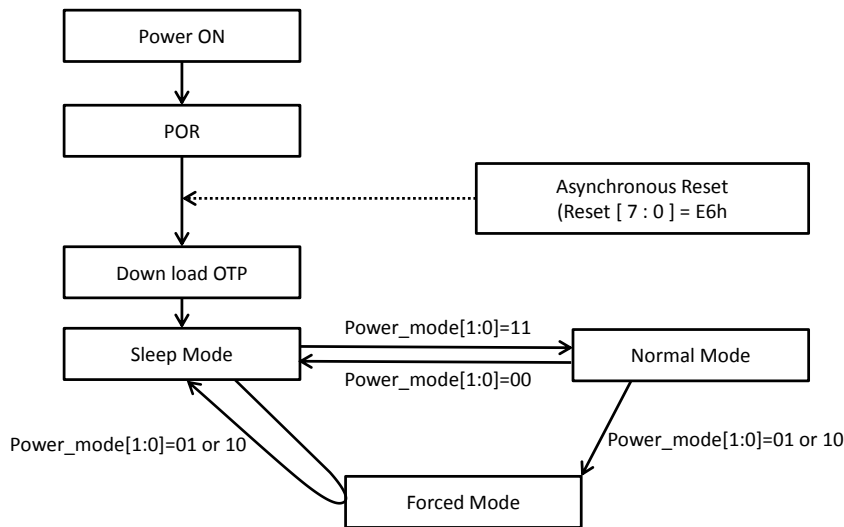 Power ON
POR
Asynchronous Reset
(Reset [ 7 : 0 ] = E6h
Down load OTP
Power_mode[1:0]=11
Sleep Mode
Normal Mode
Power_mode[1:0]=00
Power_mode[1:0]=01 or 10
Power_mode[1:0]=01 or 10
Forced Mode